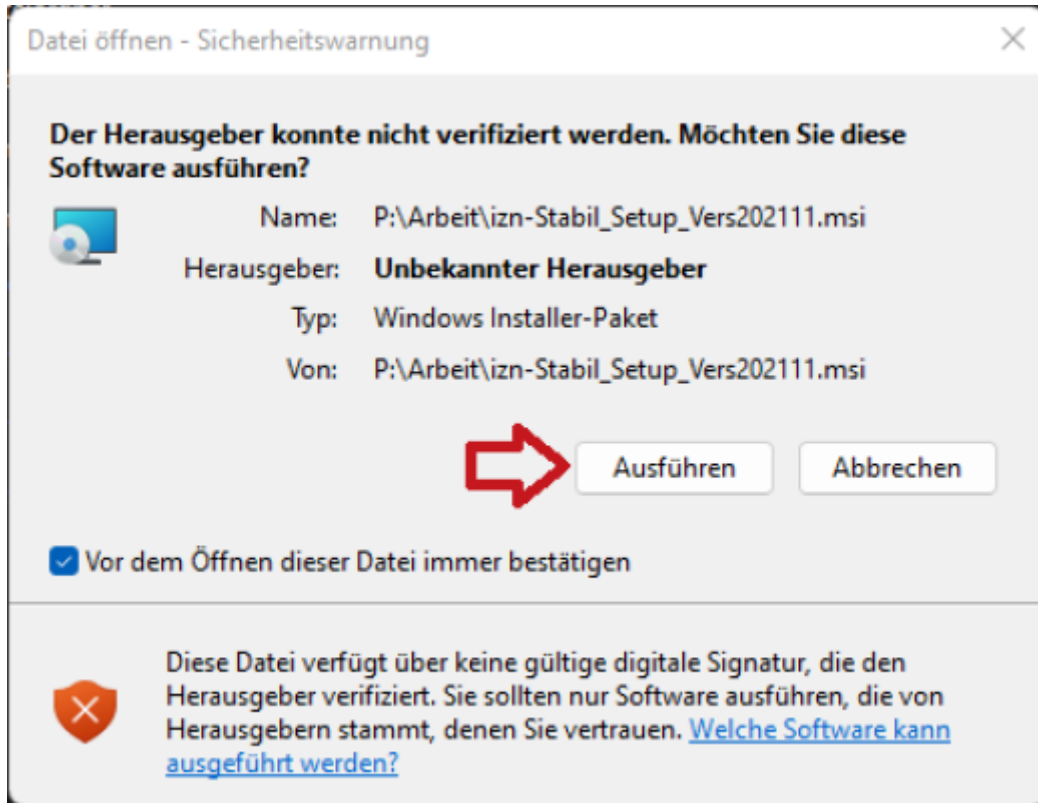 Datei öffnen - Sicherheitswarnung
Der Herausgeber konnte nicht verifiziert werden. Möchten Sie diese
Software ausführen?
Name: P:\Arbeit\izn-Stabil_Setup_Vers202111.msi
Herausgeber: Unbekannter Herausgeber
Typ: Windows Installer-Paket
Von: P:\Arbeit\izn-Stabil_Setup_Vers202111.msi
Ausführen Abbrechen
Vor dem Öffnen dieser Datei immer bestätigen
Diese Datei verfügt über keine gültige digitale Signatur, die den
Herausgeber verifiziert. Sie sollten nur Software ausführen, die von
Herausgebern stammt, denen Sie vertrauen. Welche Software kann
ausgeführt werden?